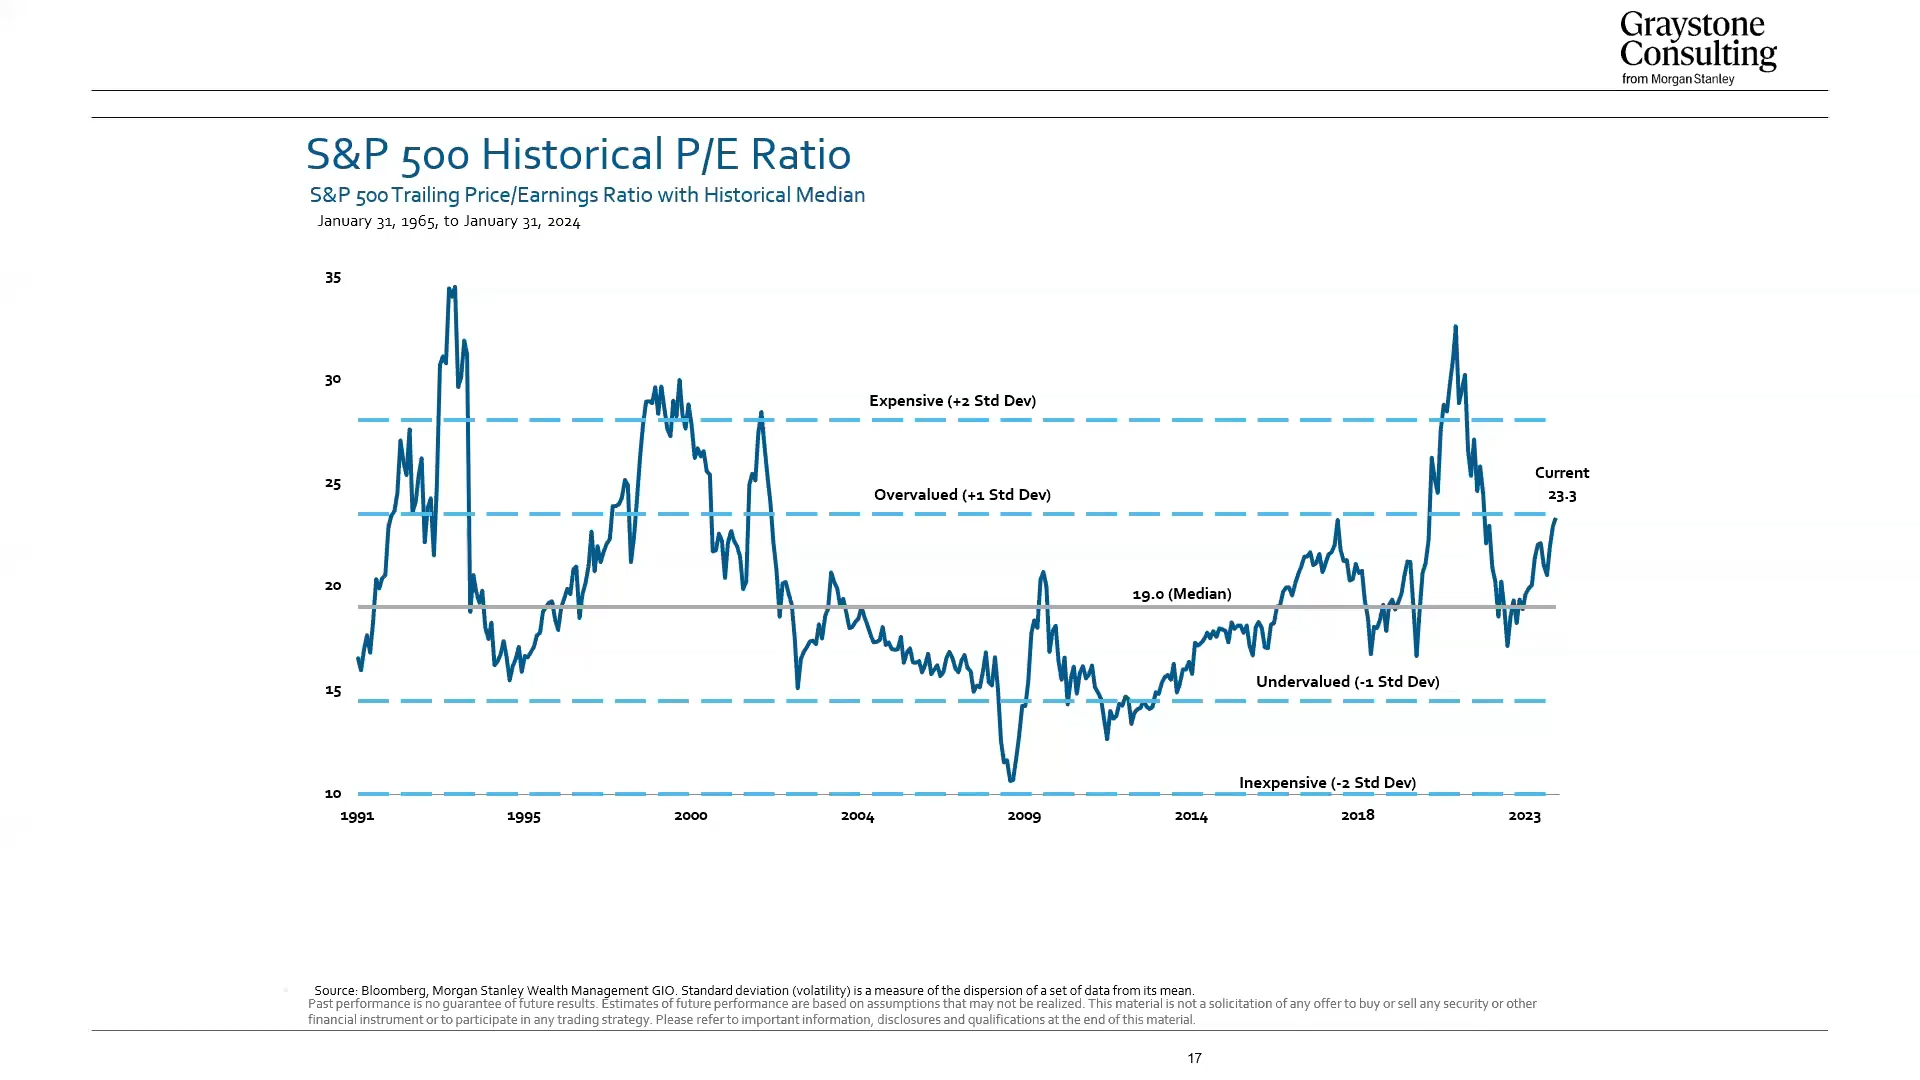 Graystone
Consulting
from Morgan Stanley
S&P 500 Historical P/E Ratio
S&P 500 Trailing Price/Earnings Ratio with Historical Median
January 31, 1965, to January 31, 2024
35
30
Expensive (+2 Std Dev)
Current
25
Overvalued (+1 Std Dev)
23.3
20
19.0 (Median)
15
Undervalued (-1 Std Dev)
Inexpensive (-2 Std Dev)
10
1991 1995 2000 2004 2009 2014 2018 2023
Source: Bloomberg, Morgan Stanley Wealth Management GIO. Standard deviation (volatility) is a measure of the dispersion of a set of data from its mean.
Past performance is no guarantee of future results. Estimates of future performance are based on assumptions that may not be realized. This material is not a solicitation of any offer to buy or sell any security or other
financial instrument or to participate in any trading strategy. Please refer to important information, disclosures and qualifications at the end of this material.
17